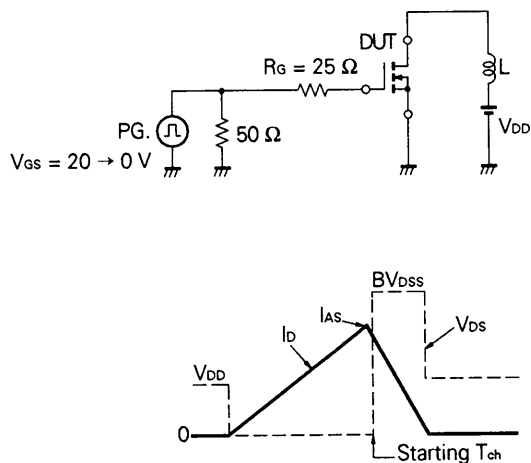 DUT
RG = 25 Ω
L
PG.
50 Ω
VDD
VGS = 20 → 0 V
BVDSS
IAS
ID
VDS
VDD
0
Starting Tch